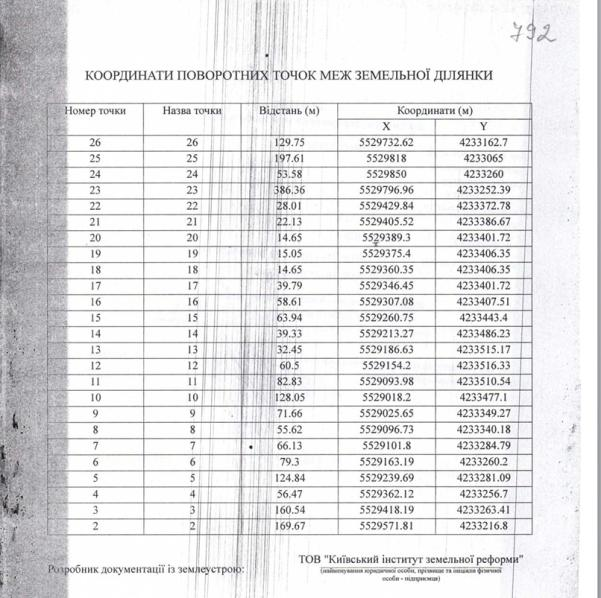 792
КООРДИНАТИ ПОВОРОТНИХ ТОЧОК МЕЖ ЗЕМЕЛЬНОЇ ДІЛЯНКИ
Номер точки Назва точки Відстань (м) Координати (м)
X Y
26 26 129.75 5529732.62 4233162.7
25 25 197.61 5529818 4233065
24 24 53.58 5529850 4233260
23 23 386.36 5529796.96 4233252.39
22 22 28.01 5529429.84 4233372.78
21 21 22.13 5529405.52 4233386.67
20 20 14.65 5529389.3 4233401.72
19 19 15.05 5529375.4 4233406.35
18 18 14.65 5529360.35 4233406.35
17 17 39.79 5529346.45 4233401.72
16 16 58.61 5529307.08 4233407.51
15 15 63.94 5529260.75 4233443.4
14 14 39.33 5529213.27 4233486.23
13 13 32.45 5529186.63 4233515.17
12 12 60.5 5529154.2 4233516.33
11 11 82.83 5529093.98 4233510.54
10 10 128.05 5529018.2 4233477.1
9 9 71.66 5529025.65 4233349.27
8 8 55.62 5529096.73 4233340.18
7 7 66.13 5529101.8 4233284.79
6 6 79.3 5529163.19 4233260.2
5 5 124.84 5529239.69 4233281.09
4 4 56.47 5529362.12 4233256.7
3 3 160.54 5529418.19 4233263.41
2 2 169.67 5529571.81 4233216.8
ТОВ "Київський інститут земельної реформи"
Розробник документації із землеустрою:
(найменування юридичної особи, прізвище та ініціали фізичної
особи - підприємця)